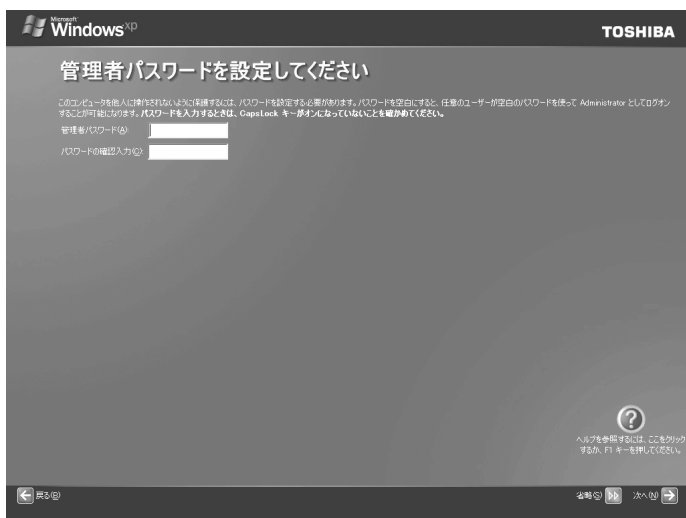 Microsoft
Windows xp
TOSHIBA
管理者パスワードを設定してください
このコンピュータを他人に操作されないように保護するには、パスワードを設定する必要があります。パスワードを空白にすると、任意のユーザーが空白のパスワードを使って Administrator としてログオン
することが可能になります。パスワードを入力するときは、CapsLock キーがオンになっていないことを確かめてください。
管理者パスワード(A):
パスワードの確認入力(C):
ヘルプを参照するには、ここをクリック
するか、F1 キーを押してください。
戻る(B)
省略(S)
次へ(N)